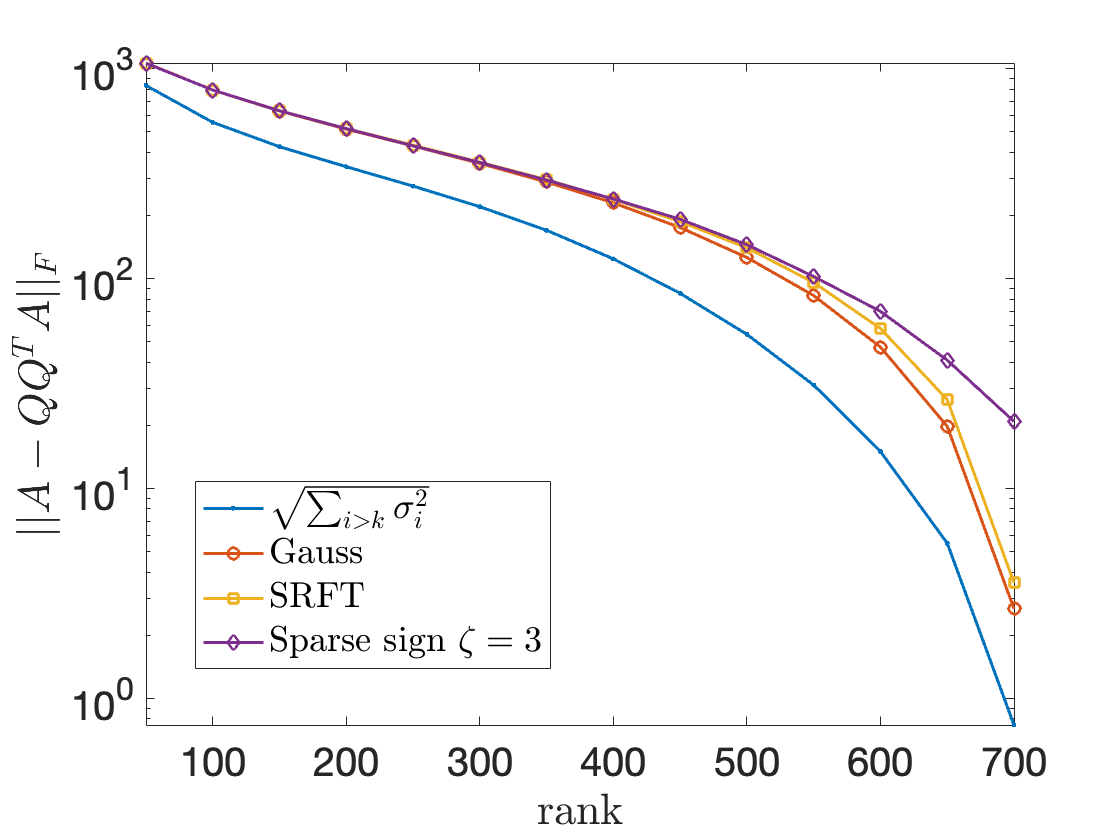 10^3
10^2
10^1
10^0
||A − QQ^T A||_F
√∑_{i>k} σ_i^2
Gauss
SRFT
Sparse sign ζ = 3
100 200 300 400 500 600 700
rank